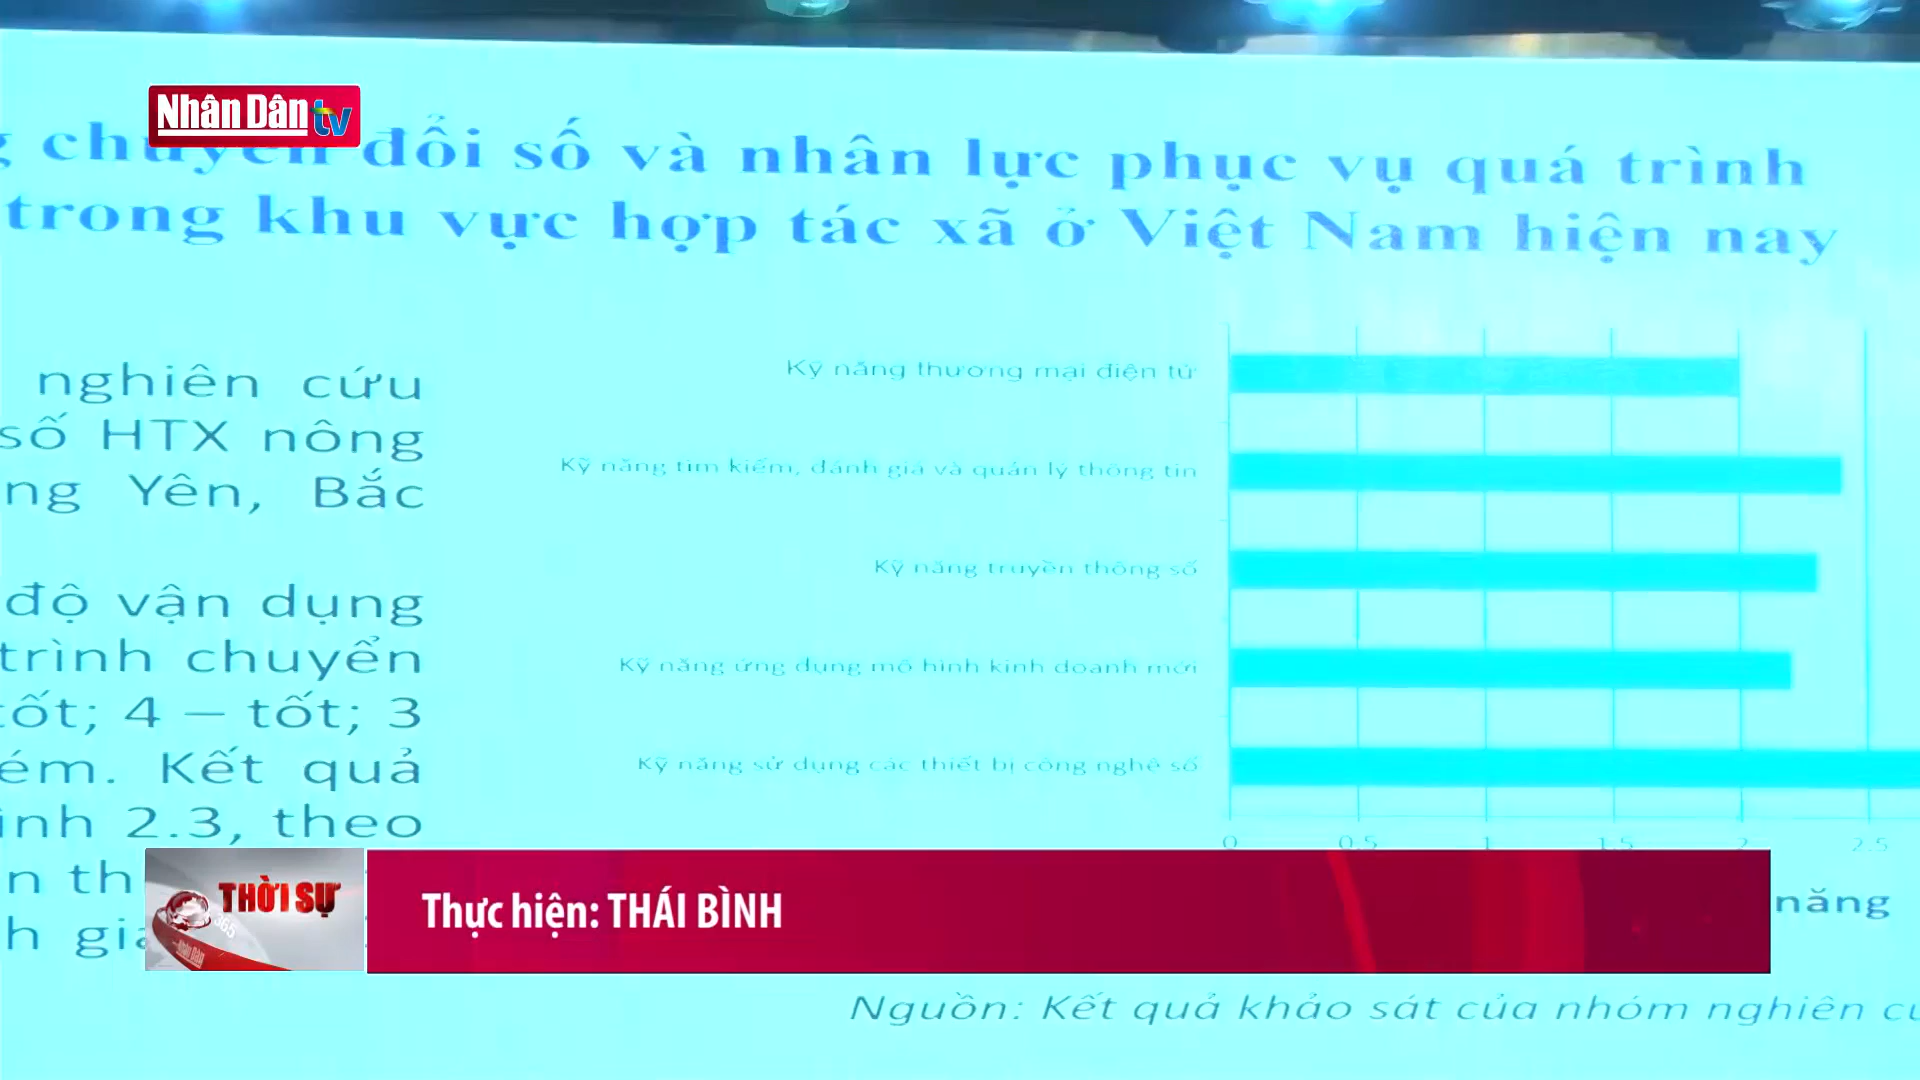 Nhân Dân tv
đổi số và nhân lực phục vụ quá trình
trong khu vực hợp tác xã ở Việt Nam hiện nay
nghiên cứu
số HTX nông
Yên, Bắc
độ vận dụng
trình chuyển
tốt; 4 – tốt; 3
Kết quả
2.3, theo
Kỹ năng thương mại điện tử
Kỹ năng tìm kiếm, đánh giá và quản lý thông tin
Kỹ năng truyền thông số
Kỹ năng ứng dụng mô hình kinh doanh mới
Kỹ năng sử dụng các thiết bị công nghệ số
0 0.5 1 1.5 2 2.5
năng
THỜI SỰ
365
Nhân Dân
Thực hiện: THÁI BÌNH
Nguồn: Kết quả khảo sát của nhóm nghiên